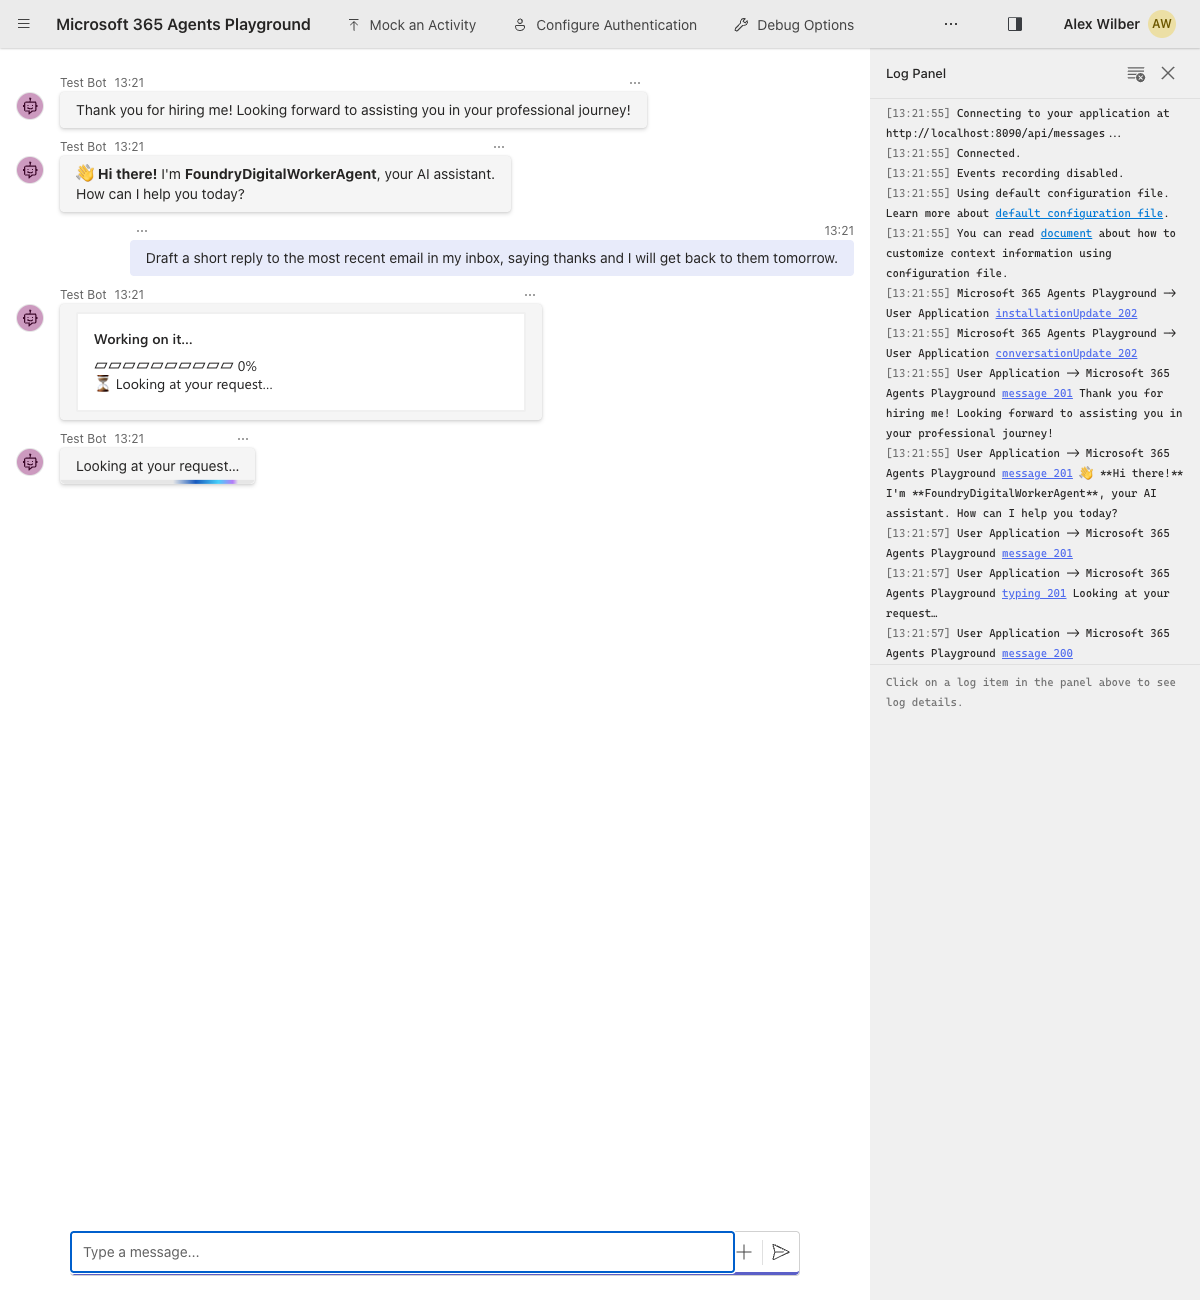 Microsoft 365 Agents Playground
Mock an Activity
Configure Authentication
Debug Options
Alex Wilber
AW
Test Bot 13:21
Thank you for hiring me! Looking forward to assisting you in your professional journey!
Test Bot 13:21
👋 Hi there! I'm FoundryDigitalWorkerAgent, your AI assistant.
How can I help you today?
13:21
Draft a short reply to the most recent email in my inbox, saying thanks and I will get back to them tomorrow.
Test Bot 13:21
Working on it...
▱▱▱▱▱▱▱▱▱▱ 0%
⏳ Looking at your request...
Test Bot 13:21
Looking at your request...
Type a message...
Log Panel
[13:21:55] Connecting to your application at
http://localhost:8090/api/messages...
[13:21:55] Connected.
[13:21:55] Events recording disabled.
[13:21:55] Using default configuration file.
Learn more about default configuration file.
[13:21:55] You can read document about how to
customize context information using
configuration file.
[13:21:55] Microsoft 365 Agents Playground →
User Application installationUpdate 202
[13:21:55] Microsoft 365 Agents Playground →
User Application conversationUpdate 202
[13:21:55] User Application → Microsoft 365
Agents Playground message 201 Thank you for
hiring me! Looking forward to assisting you in
your professional journey!
[13:21:55] User Application → Microsoft 365
Agents Playground message 201 👋 **Hi there!**
I'm **FoundryDigitalWorkerAgent**, your AI
assistant. How can I help you today?
[13:21:57] User Application → Microsoft 365
Agents Playground message 201
[13:21:57] User Application → Microsoft 365
Agents Playground typing 201 Looking at your
request…
[13:21:57] User Application → Microsoft 365
Agents Playground message 200
Click on a log item in the panel above to see
log details.